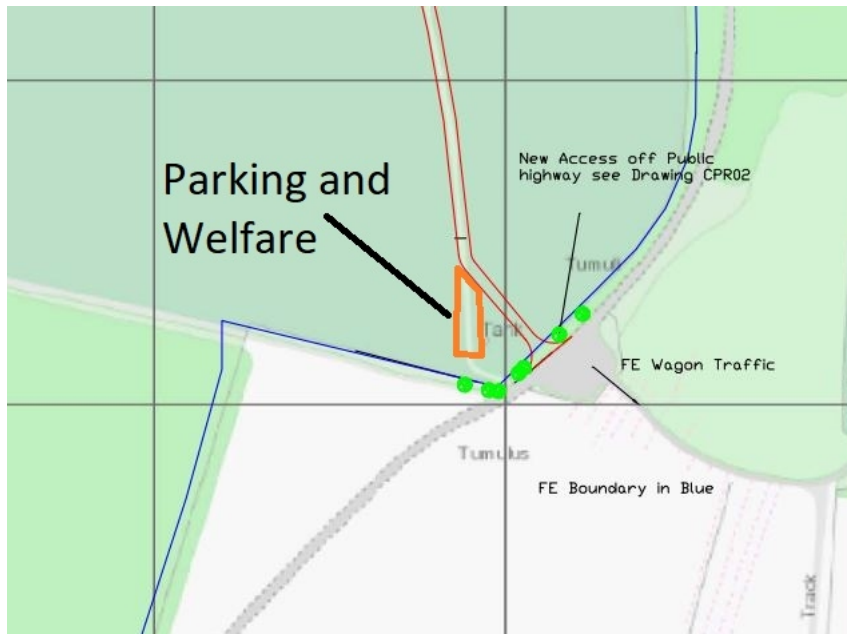 New Access off Public
highway see Drawing CPR02
Parking and
Welfare
Tumuli
Tank
FE Wagon Traffic
Tumulus
FE Boundary in Blue
Track